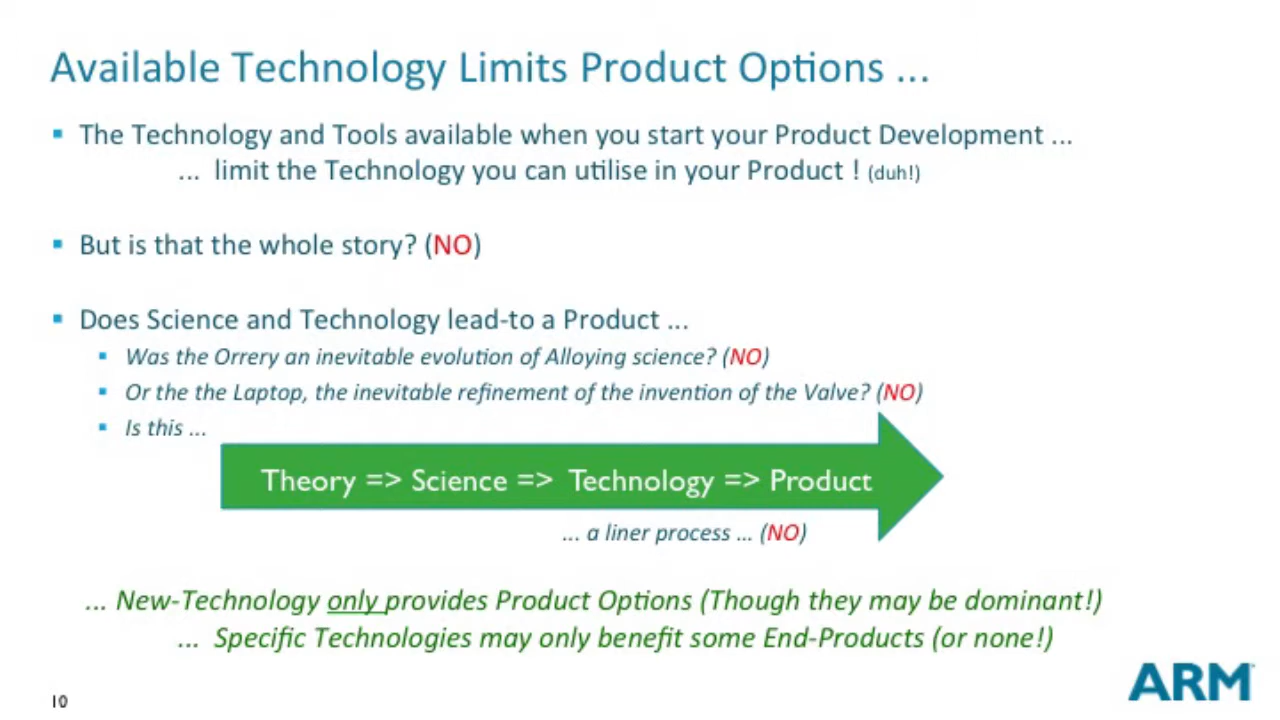 Available Technology Limits Product Options ...
▪ The Technology and Tools available when you start your Product Development ...
... limit the Technology you can utilise in your Product ! (duh!)
▪ But is that the whole story? (NO)
▪ Does Science and Technology lead-to a Product ...
▪ Was the Orrery an inevitable evolution of Alloying science? (NO)
▪ Or the the Laptop, the inevitable refinement of the invention of the Valve? (NO)
▪ Is this ...
Theory => Science => Technology => Product
... a liner process ... (NO)
... New-Technology only provides Product Options (Though they may be dominant!)
... Specific Technologies may only benefit some End-Products (or none!)
10
ARM